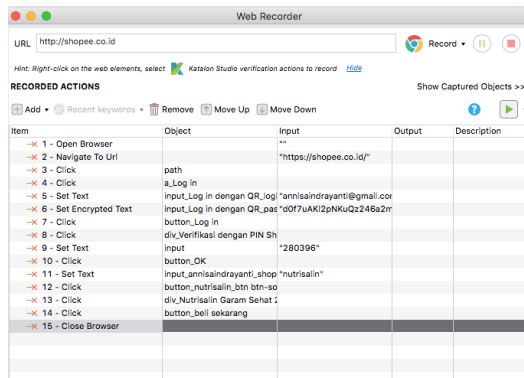 Web Recorder
URL http://shopee.co.id Record
Hint: Right-click on the web elements, select Katalon Studio verification actions to record Hide
RECORDED ACTIONS Show Captured Objects >>
Add Recent keywords Remove Move Up Move Down
Item Object Input Output Description
1 - Open Browser ""
2 - Navigate To Url "https://shopee.co.id/"
3 - Click path
4 - Click a_Log in
5 - Set Text input_Log in dengan QR_logi "annisaindrayanti@gmail.cor
6 - Set Encrypted Text input_Log in dengan QR_pas "d0f7uAKl2pNKuQz246a2m
7 - Click button_Log in
8 - Click div_Verifikasi dengan PIN Sh
9 - Set Text input "280396"
10 - Click button_OK
11 - Set Text input_annisaindrayanti_shop "nutrisalin"
12 - Click button_nutrisalin_btn btn-so
13 - Click div_Nutrisalin Garam Sehat 2
14 - Click button_beli sekarang
15 - Close Browser